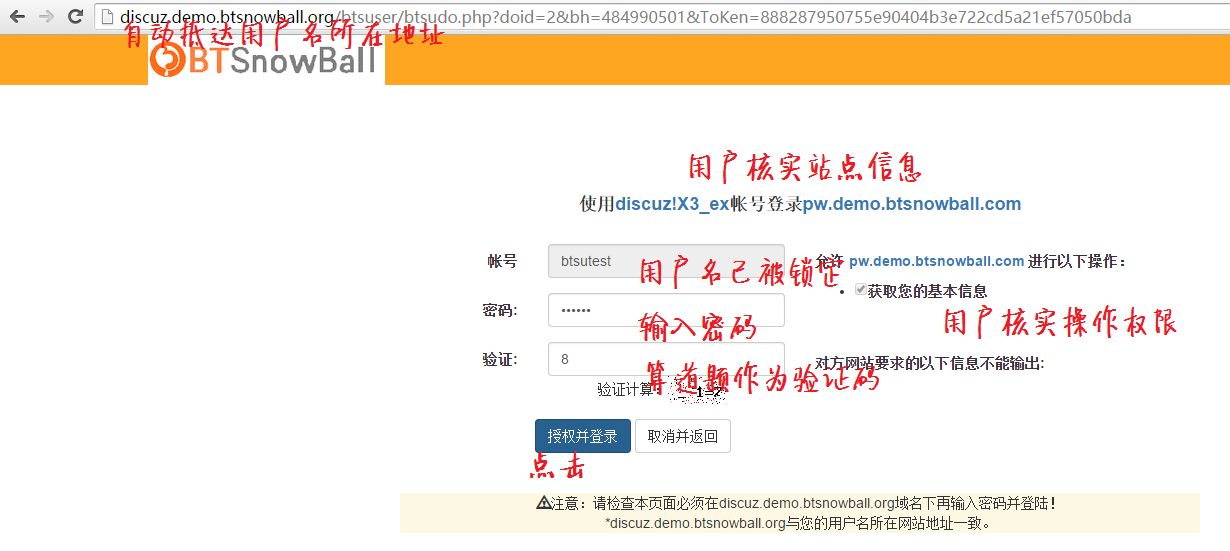 discuz.demo.btsnowball.org/btsuser/btsudo.php?doid=2&bh=484990501&ToKen=888287950755e90404b3e722cd5a21ef57050bda
自动抵达用户名所在地址
BTSnowBall
用户核实站点信息
使用discuz!X3_ex帐号登录pw.demo.btsnowball.com
帐号
btsutest
用户名已被锁定
允许 pw.demo.btsnowball.com 进行以下操作：
获取您的基本信息
密码:
••••••
输入密码
用户核实操作权限
验证:
8
算道题作为验证码
对方网站要求的以下信息不能输出:
验证计算:
1=2
授权并登录
取消并返回
点击
注意：请检查本页面必须在discuz.demo.btsnowball.org域名下再输入密码并登陆！
*discuz.demo.btsnowball.org与您的用户名所在网站地址一致。